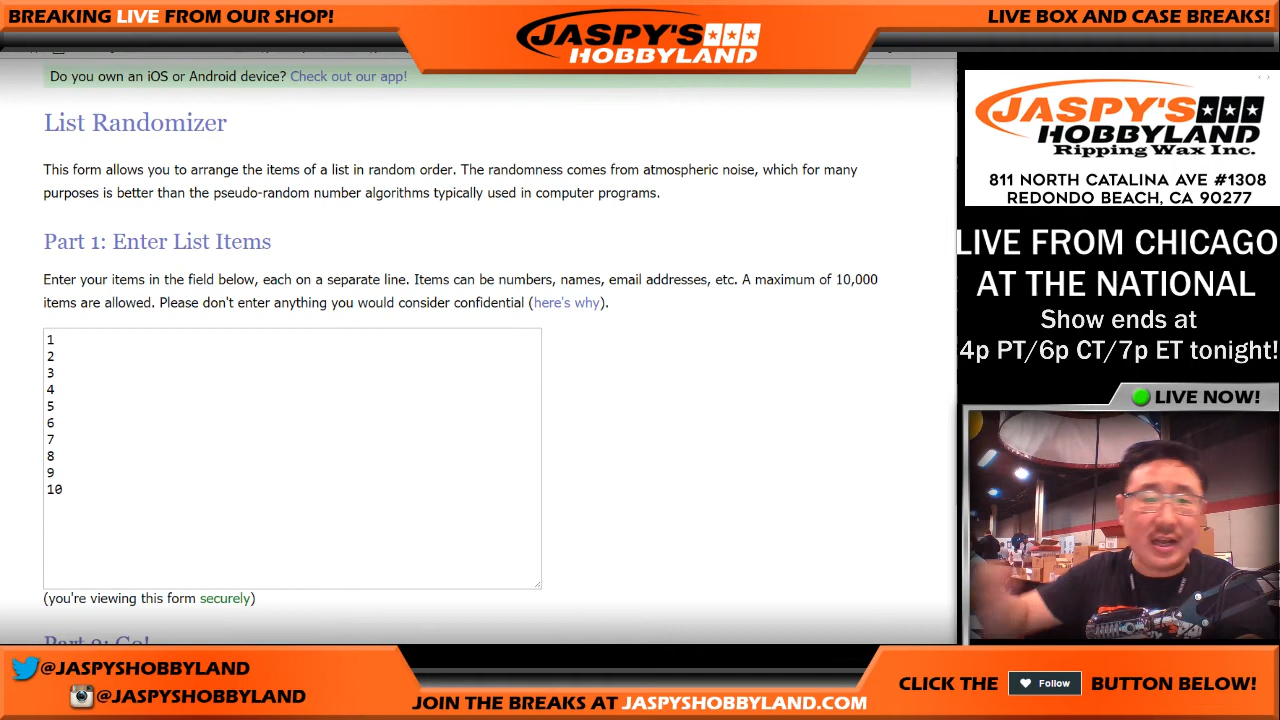 BREAKING LIVE FROM OUR SHOP!
JASPY'S
HOBBYLAND
LIVE BOX AND CASE BREAKS!
Do you own an iOS or Android device? Check out our app!
List Randomizer
This form allows you to arrange the items of a list in random order. The randomness comes from atmospheric noise, which for many
purposes is better than the pseudo-random number algorithms typically used in computer programs.
Part 1: Enter List Items
Enter your items in the field below, each on a separate line. Items can be numbers, names, email addresses, etc. A maximum of 10,000
items are allowed. Please don't enter anything you would consider confidential (here's why).
1
2
3
4
5
6
7
8
9
10
(you're viewing this form securely)
Part 2: Go!
JASPY'S
HOBBYLAND
Ripping Wax Inc.
811 NORTH CATALINA AVE #1308
REDONDO BEACH, CA 90277
LIVE FROM CHICAGO
AT THE NATIONAL
Show ends at
4p PT/6p CT/7p ET tonight!
LIVE NOW!
@JASPYSHOBBYLAND
@JASPYSHOBBYLAND
JOIN THE BREAKS AT JASPYSHOBBYLAND.COM
CLICK THE Follow BUTTON BELOW!